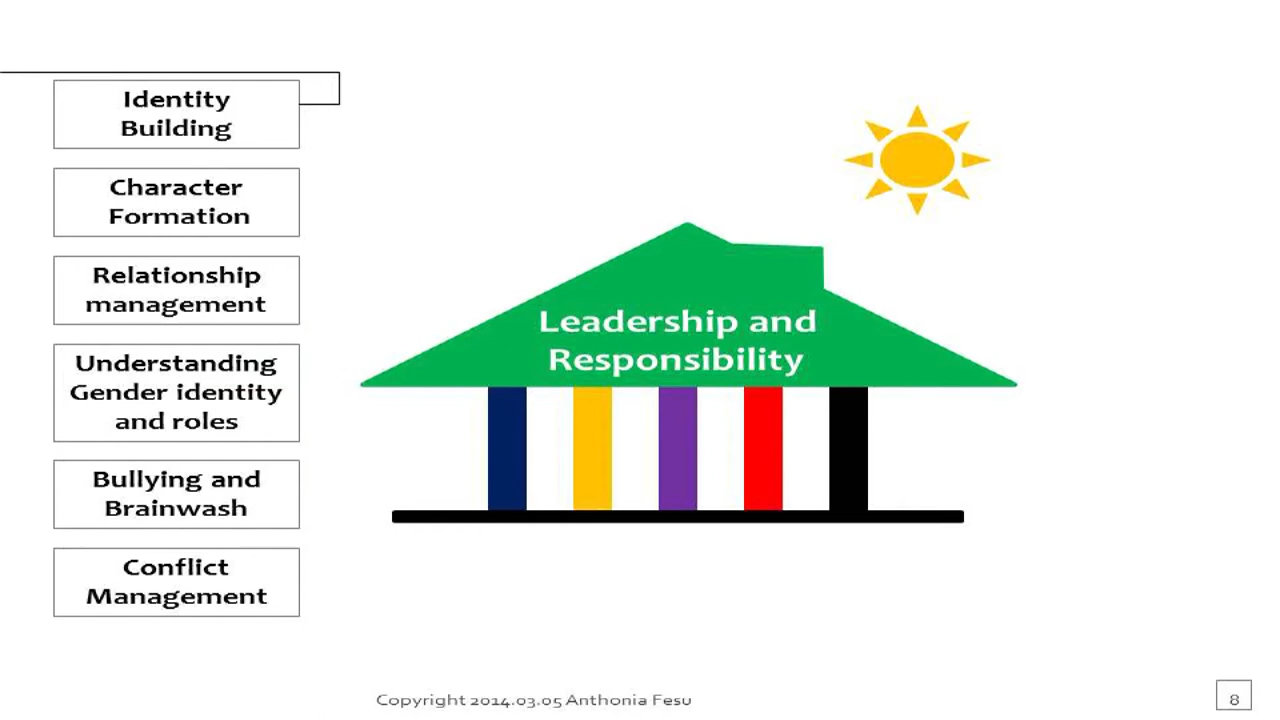 Identity
Building
Character
Formation
Relationship
management
Understanding
Gender identity
and roles
Bullying and
Brainwash
Conflict
Management
Leadership and
Responsibility
Copyright 2014.03.05 Anthonia Fesu
8